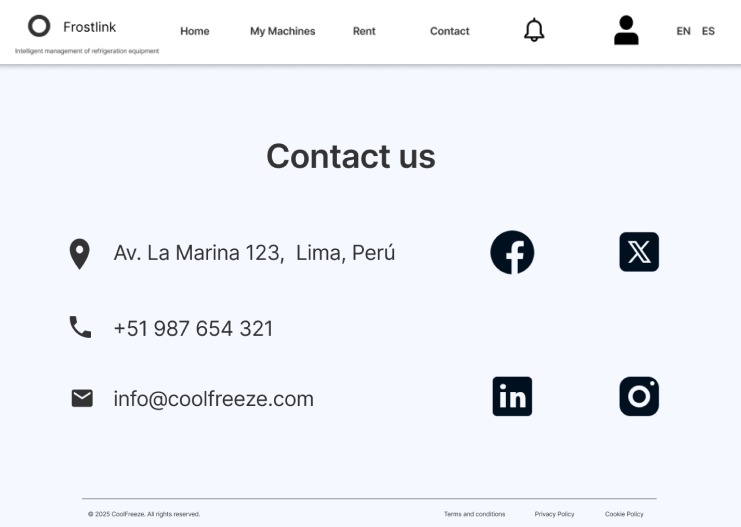 Frostlink
Intelligent management of refrigeration equipment
Home My Machines Rent Contact EN ES
Contact us
Av. La Marina 123, Lima, Perú
+51 987 654 321
info@coolfreeze.com
© 2025 CoolFreeze. All rights reserved. Terms and conditions Privacy Policy Cookie Policy